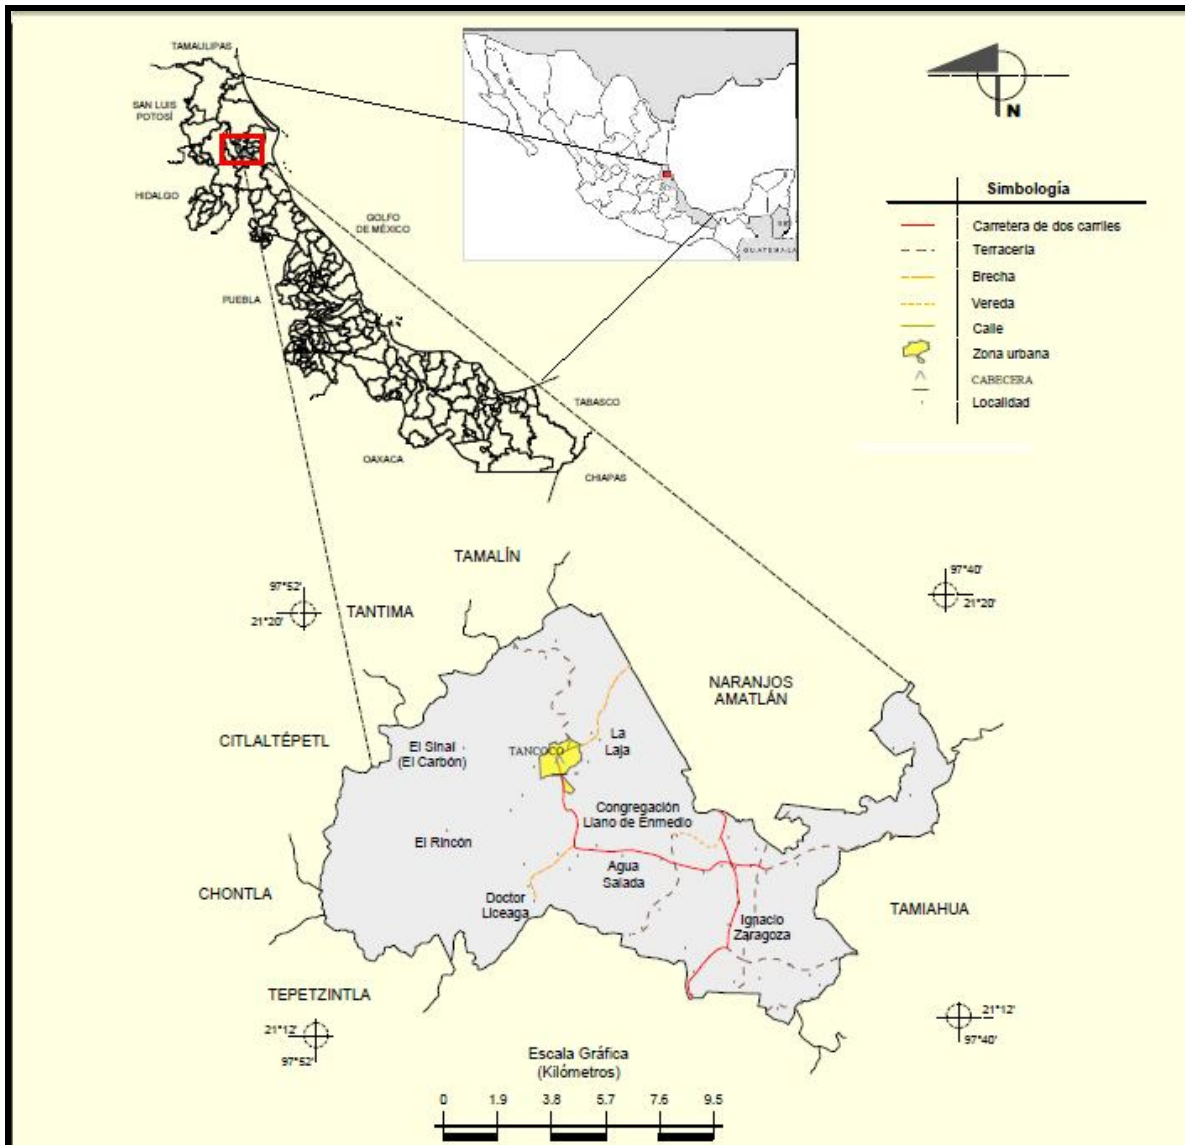 TAMAULIPAS
SAN LUIS
POTOSÍ
HIDALGO
GOLFO
DE MÉXICO
PUEBLA
TABASCO
OAXACA
CHIAPAS
GUATEMALA
N
Simbología
Carretera de dos carriles
Terracería
Brecha
Vereda
Calle
Zona urbana
CABECERA
Localidad
TAMALÍN
97°52'
21°20'
TANTIMA
97°40'
21°20'
NARANJOS
AMATLÁN
CITLALTÉPETL
El Sinaí
(El Carbón)
TANCOCO
La
Laja
Congregación
Llano de Enmedio
El Rincón
Agua
Salada
CHONTLA
Doctor
Liceaga
Ignacio
Zaragoza
TAMIAHUA
TEPETZINTLA
21°12'
97°52'
21°12'
97°40'
Escala Gráfica
(Kilómetros)
0 1.9 3.8 5.7 7.6 9.5